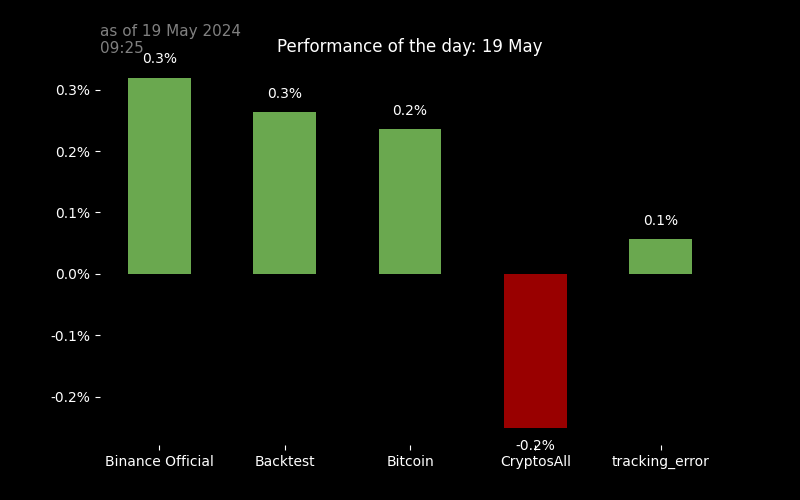 as of 19 May 2024
09:25
Performance of the day: 19 May
0.3%
0.3%
0.2%
-0.2%
0.1%
0.3%
0.2%
0.1%
0.0%
-0.1%
-0.2%
Binance Official
Backtest
Bitcoin
CryptosAll
tracking_error